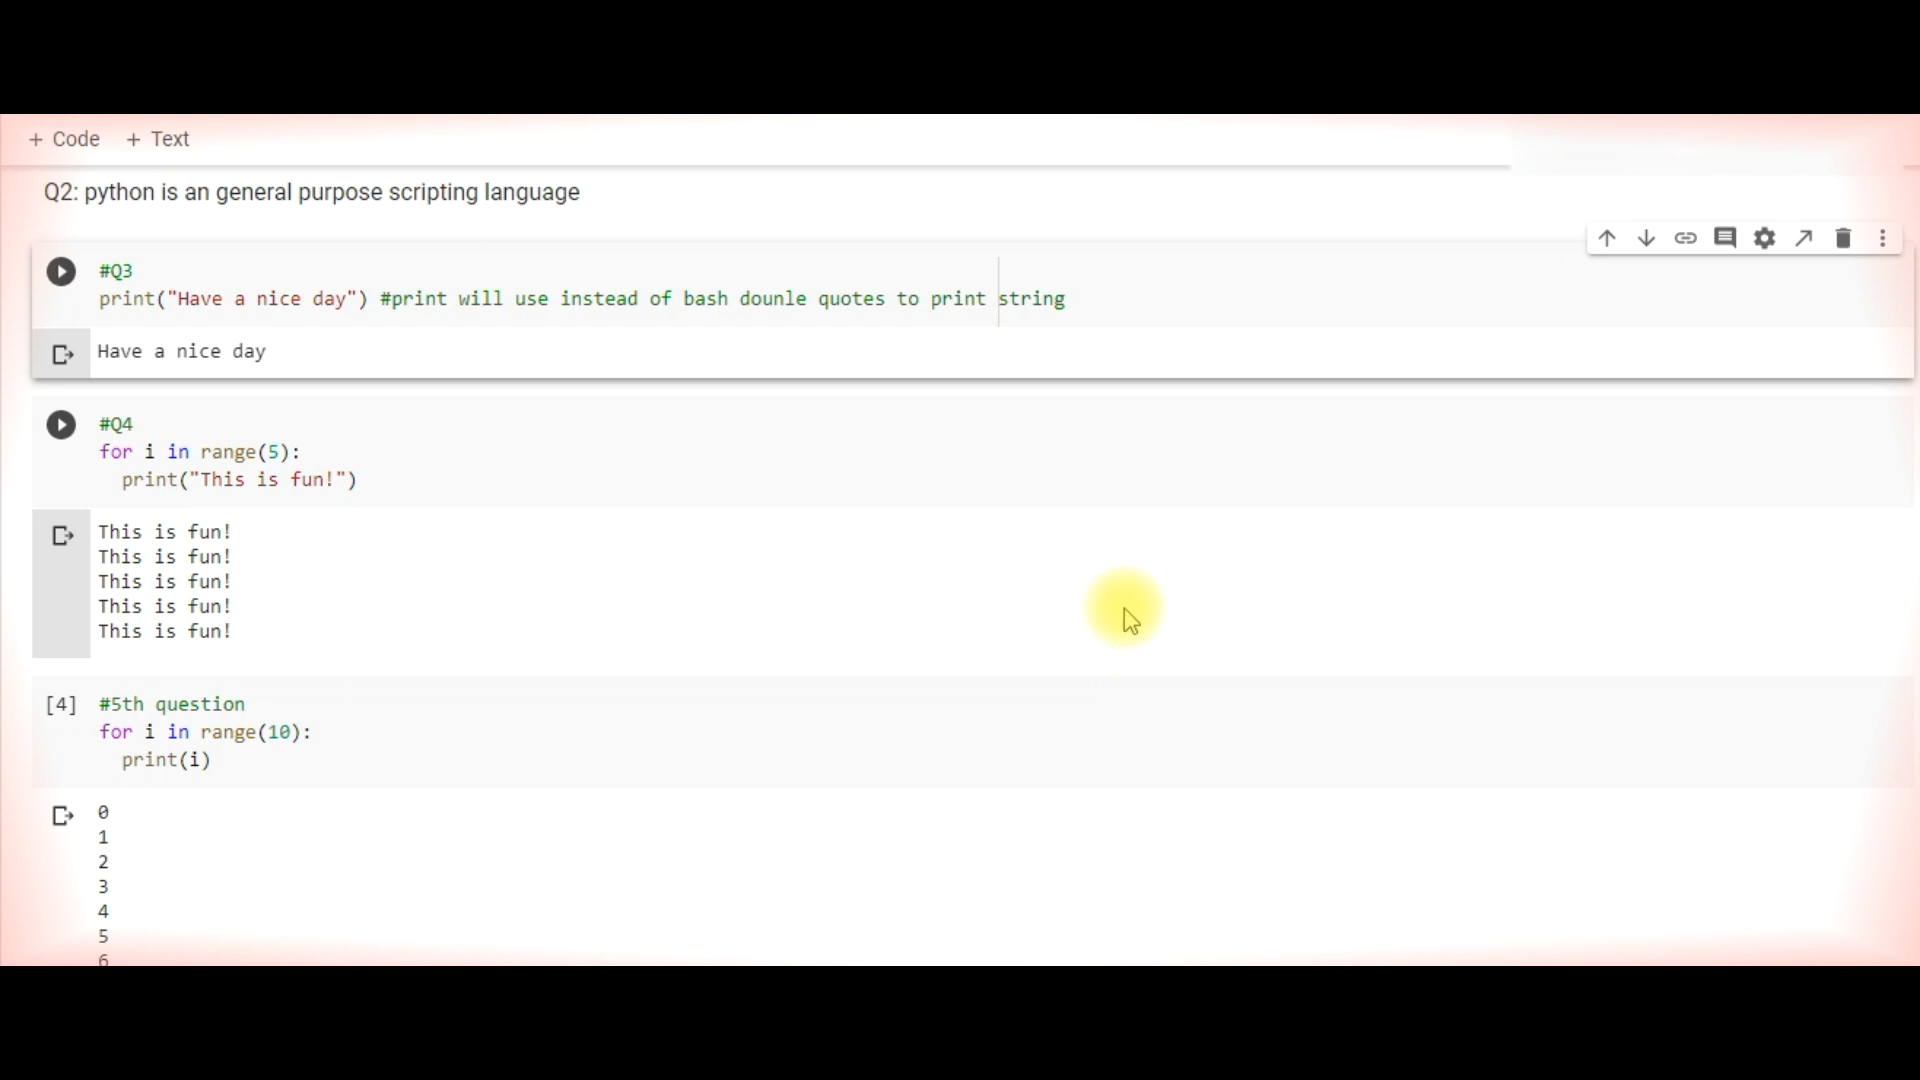 + Code + Text
Q2: python is an general purpose scripting language
#Q3
print("Have a nice day") #print will use instead of bash dounle quotes to print string
Have a nice day
#Q4
for i in range(5):
  print("This is fun!")
This is fun!
This is fun!
This is fun!
This is fun!
This is fun!
[4] #5th question
for i in range(10):
  print(i)
0
1
2
3
4
5
6